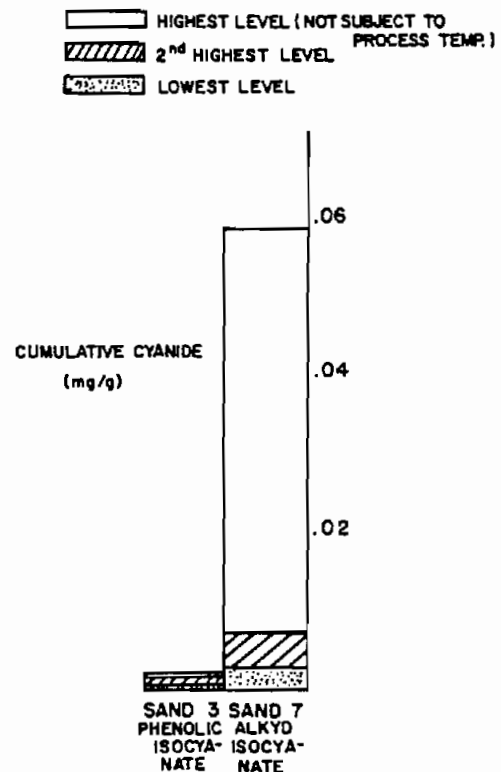 HIGHEST LEVEL (NOT SUBJECT TO
PROCESS TEMP.)
2nd HIGHEST LEVEL
LOWEST LEVEL
.06
CUMULATIVE CYANIDE
(mg/g)
.04
.02
SAND 3 SAND 7
PHENOLIC ALKYD
ISOCYA- ISOCYA-
NATE NATE